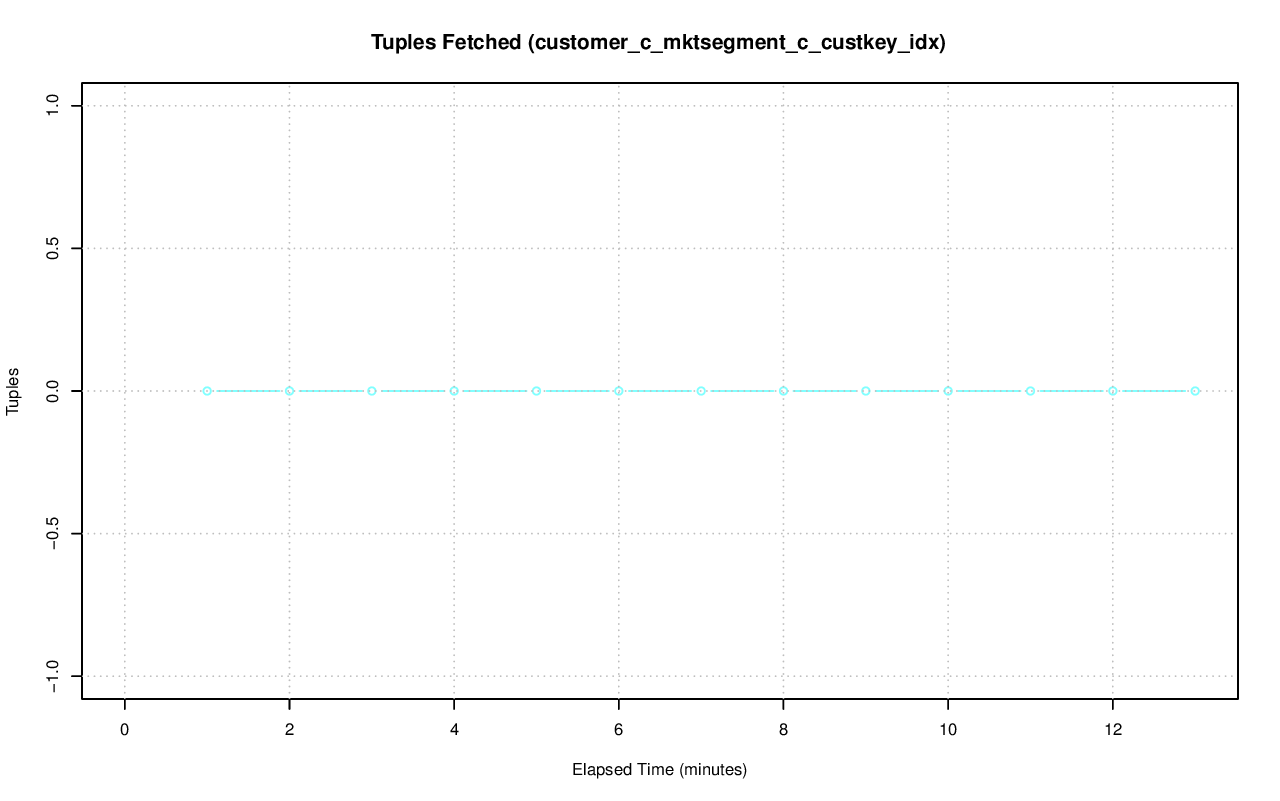 Tuples Fetched (customer_c_mktsegment_c_custkey_idx)
Tuples
1.0
0.5
0.0
−0.5
−1.0
0 2 4 6 8 10 12
Elapsed Time (minutes)